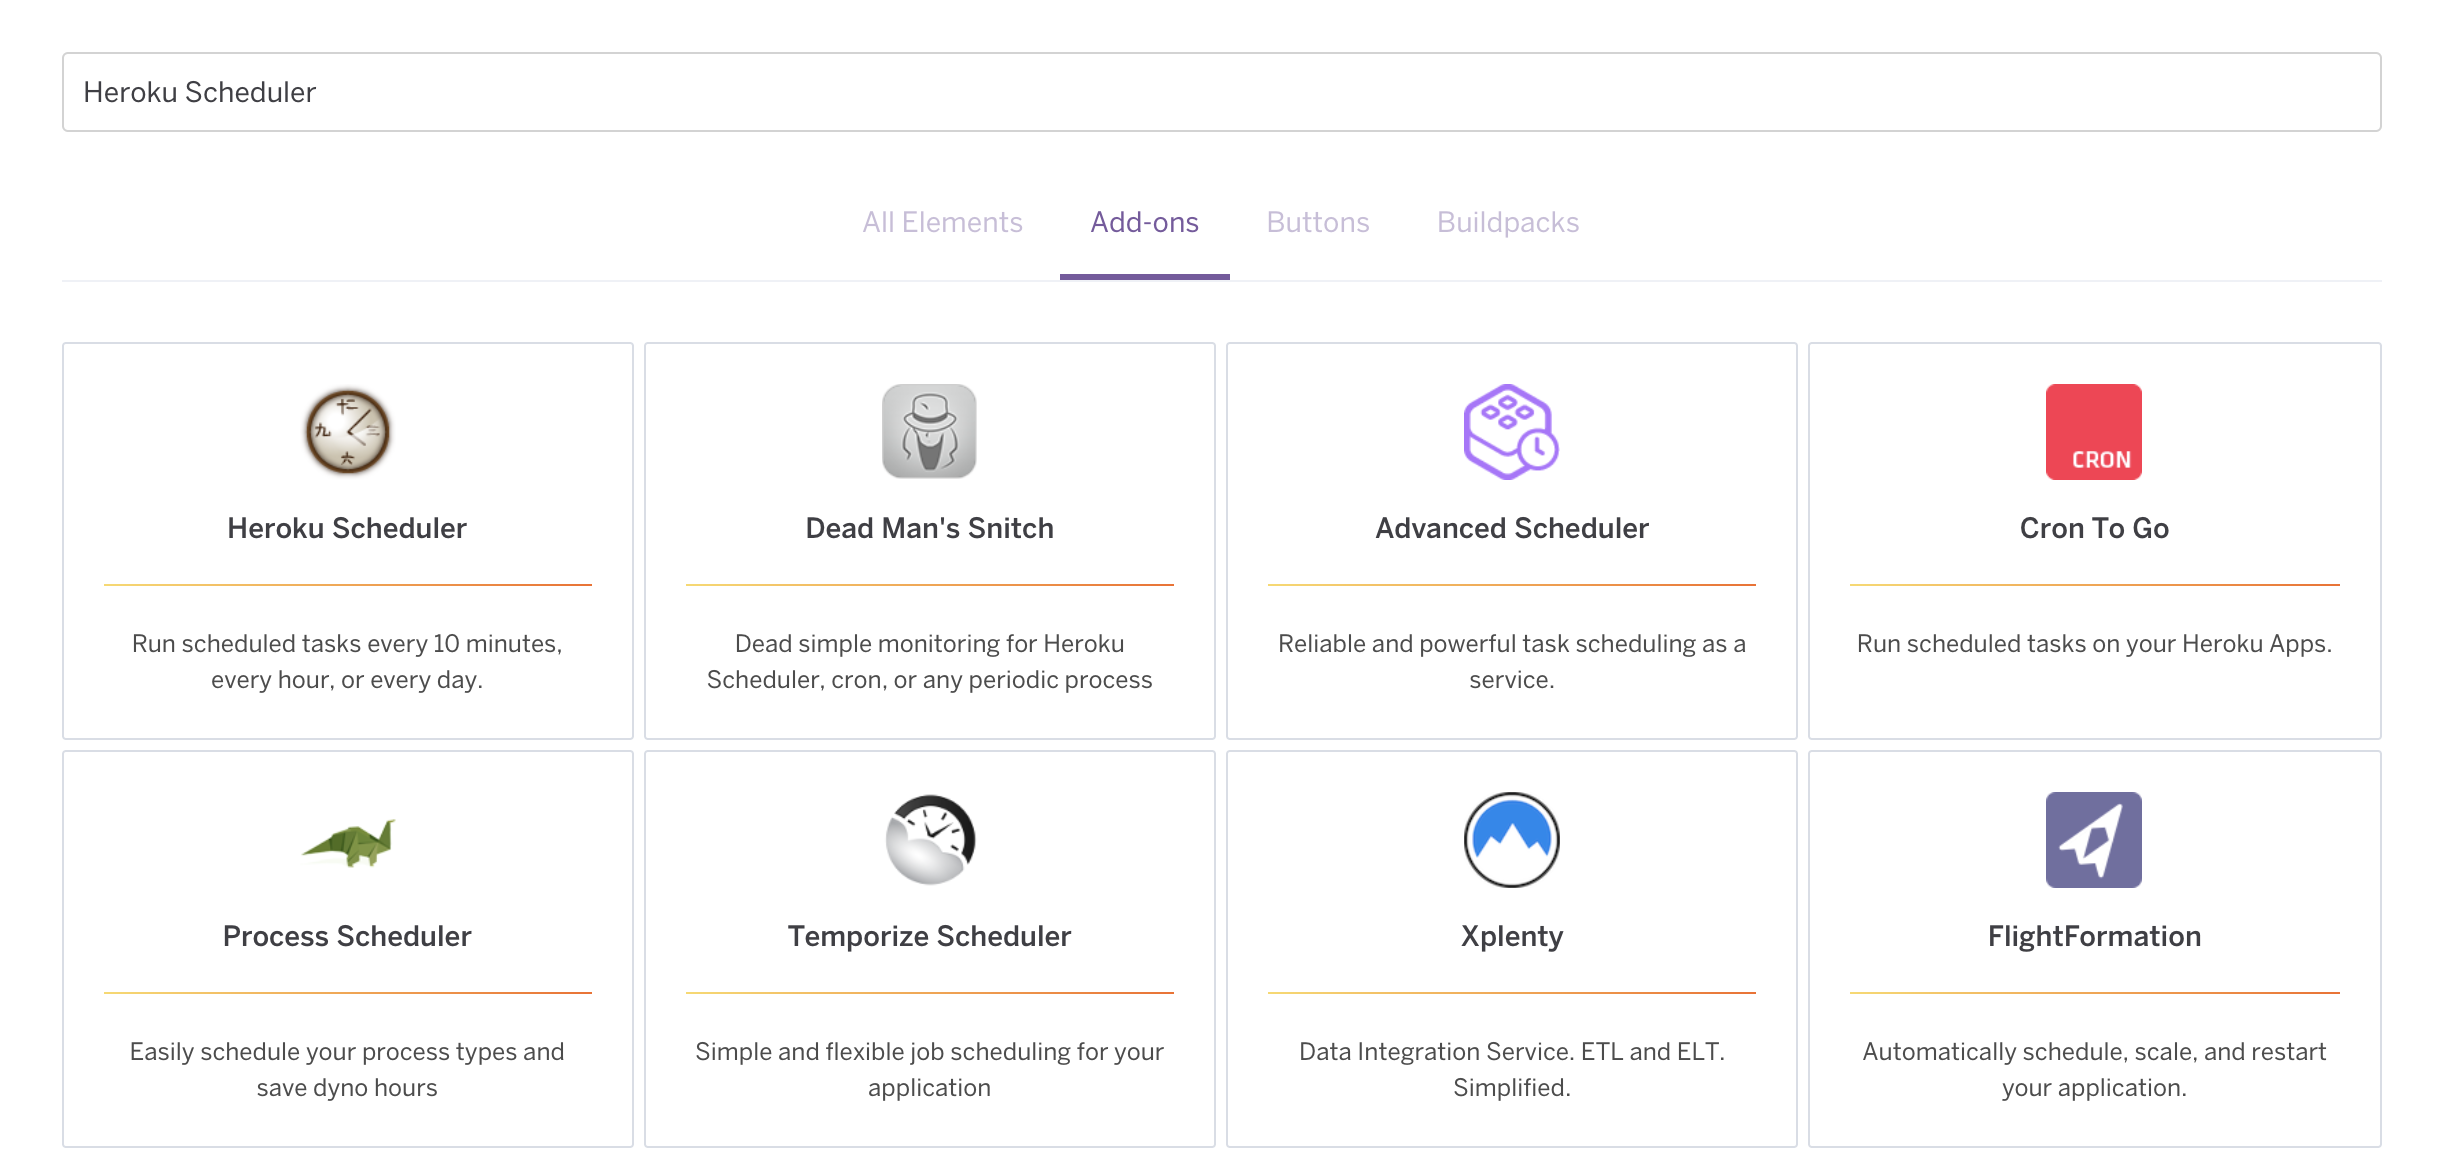 Heroku Scheduler
All Elements
Add-ons
Buttons
Buildpacks
十二
三
六
九
Heroku Scheduler
Run scheduled tasks every 10 minutes,
every hour, or every day.
Dead Man's Snitch
Dead simple monitoring for Heroku
Scheduler, cron, or any periodic process
Advanced Scheduler
Reliable and powerful task scheduling as a
service.
CRON
Cron To Go
Run scheduled tasks on your Heroku Apps.
Process Scheduler
Easily schedule your process types and
save dyno hours
Temporize Scheduler
Simple and flexible job scheduling for your
application
Xplenty
Data Integration Service. ETL and ELT.
Simplified.
FlightFormation
Automatically schedule, scale, and restart
your application.